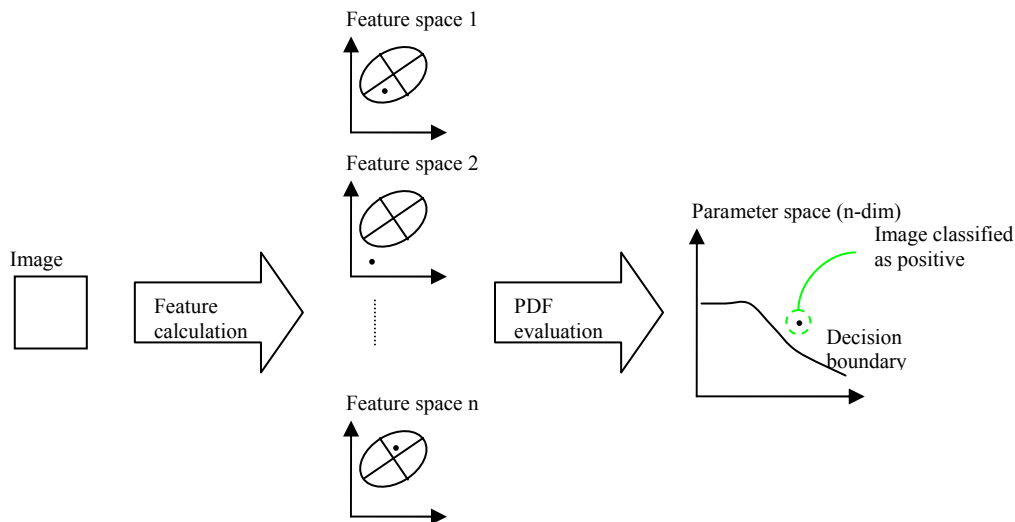 Image
Feature
calculation
Feature space 1
Feature space 2
Feature space n
PDF
evaluation
Parameter space (n-dim)
Image classified
as positive
Decision
boundary